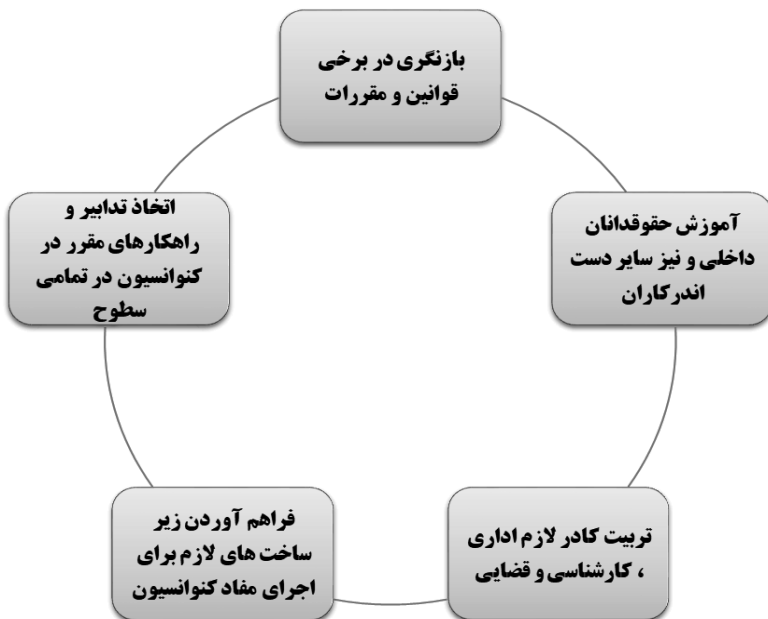 بازنگری در برخی
قوانین و مقررات
آموزش حقوقدانان
داخلی و نیز سایر دست
اندرکاران
تربیت کادر لازم اداری
، کارشناسی و قضایی
فراهم آوردن زیر
ساخت های لازم برای
اجرای مفاد کنوانسیون
اتخاذ تدابیر و
راهکارهای مقرر در
کنوانسیون در تمامی
سطوح